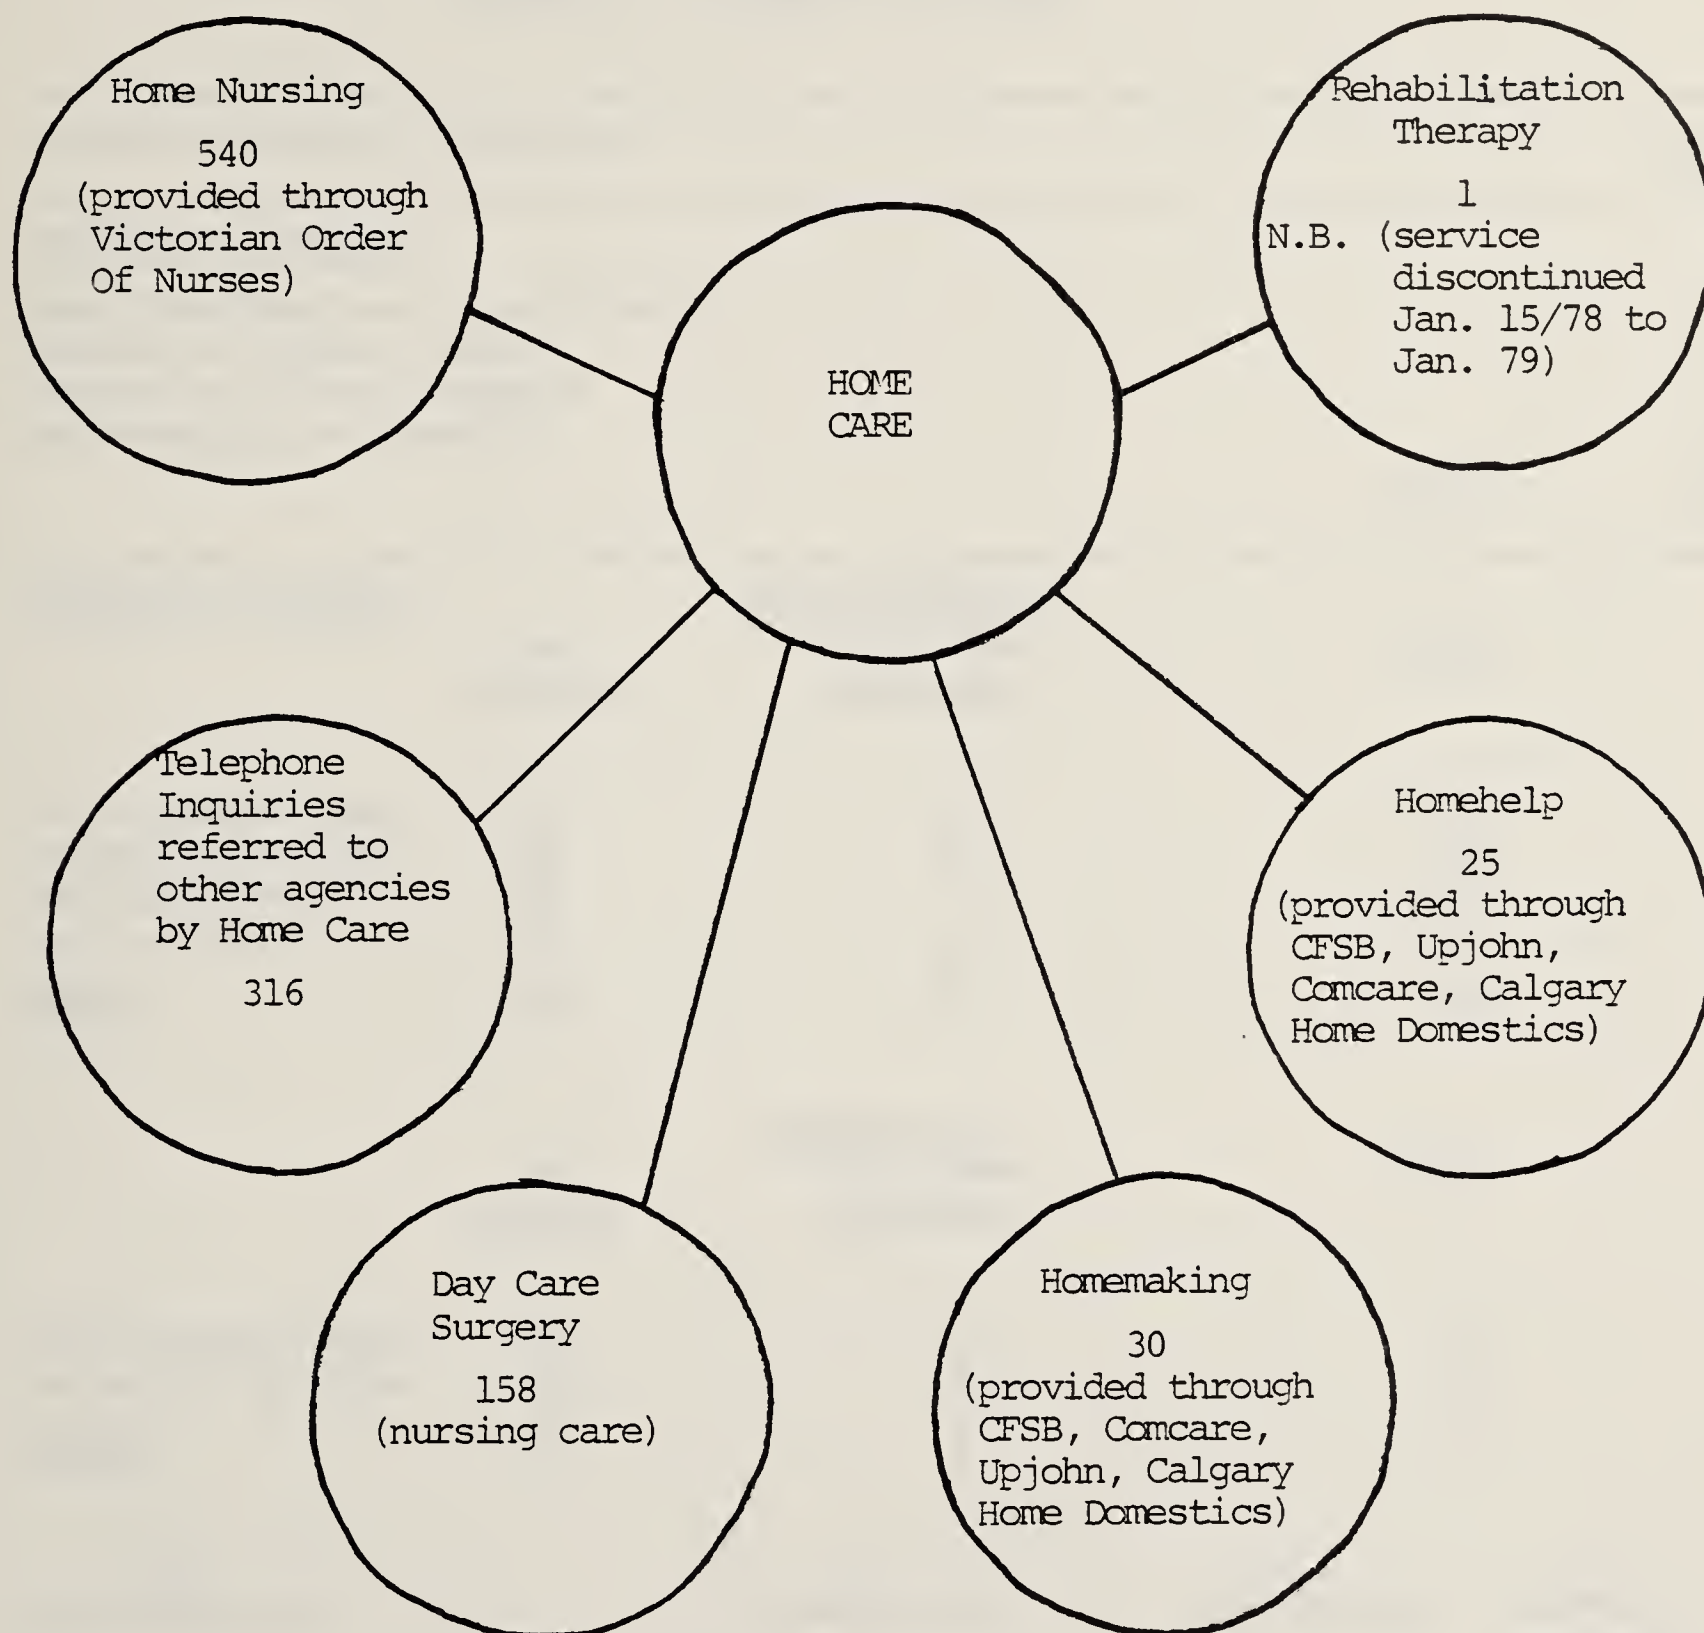 Home Nursing
540
(provided through
Victorian Order
Of Nurses)
Rehabilitation
Therapy
1
N.B. (service
discontinued
Jan. 15/78 to
Jan. 79)
HOME
CARE
Telephone
Inquiries
referred to
other agencies
by Home Care
316
Homehelp
25
(provided through
CFSB, Upjohn,
Comcare, Calgary
Home Domestics)
Day Care
Surgery
158
(nursing care)
Homemaking
30
(provided through
CFSB, Comcare,
Upjohn, Calgary
Home Domestics)